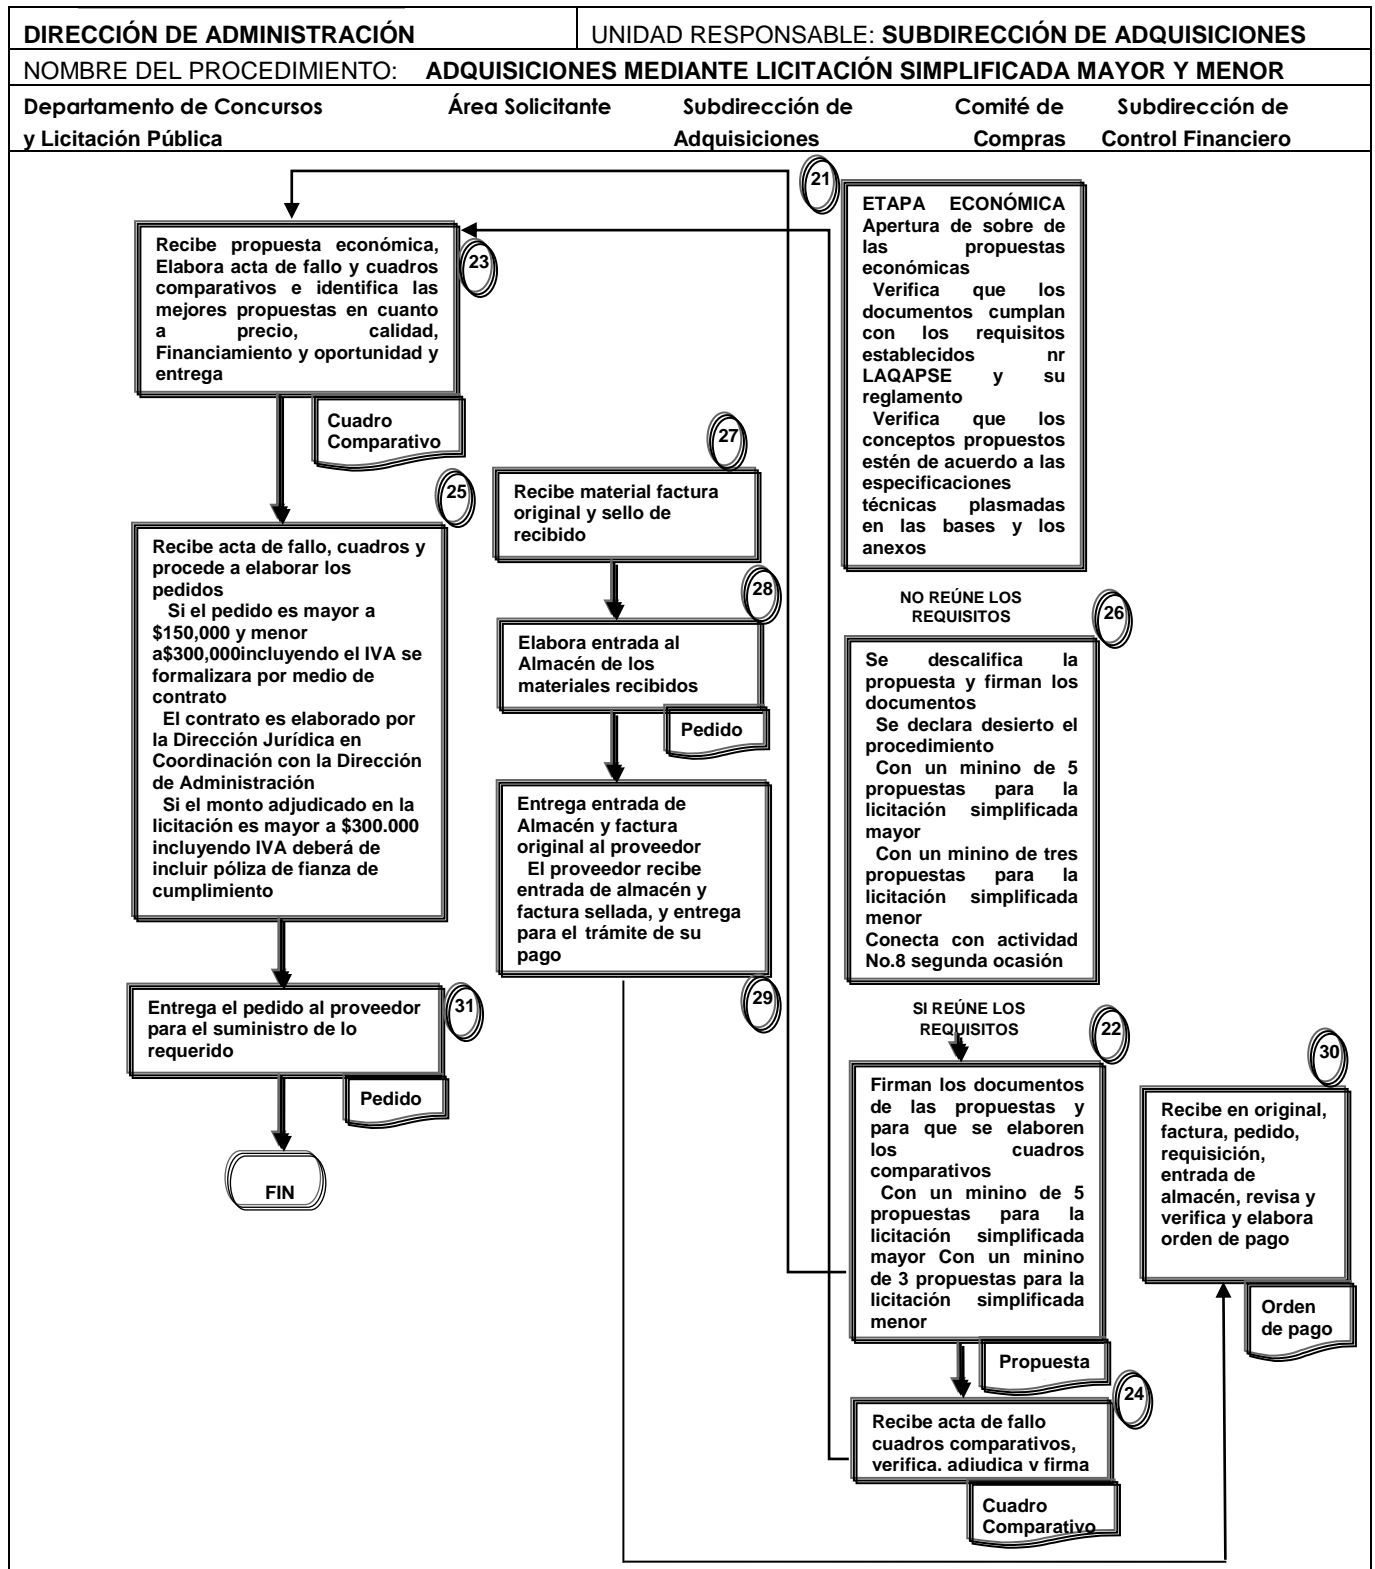 DIRECCIÓN DE ADMINISTRACIÓN
UNIDAD RESPONSABLE: SUBDIRECCIÓN DE ADQUISICIONES
NOMBRE DEL PROCEDIMIENTO: ADQUISICIONES MEDIANTE LICITACIÓN SIMPLIFICADA MAYOR Y MENOR
Departamento de Concursos
y Licitación Pública
Área Solicitante
Subdirección de
Adquisiciones
Comité de
Compras
Subdirección de
Control Financiero
21
ETAPA ECONÓMICA
Apertura de sobre de
las propuestas
económicas
Verifica que los
documentos cumplan
con los requisitos
establecidos nr
LAQAPSE y su
reglamento
Verifica que los
conceptos propuestos
estén de acuerdo a las
especificaciones
técnicas plasmadas
en las bases y los
anexos
23
Recibe propuesta económica,
Elabora acta de fallo y cuadros
comparativos e identifica las
mejores propuestas en cuanto
a precio, calidad,
Financiamiento y oportunidad y
entrega
Cuadro
Comparativo
25
Recibe acta de fallo, cuadros y
procede a elaborar los
pedidos
Si el pedido es mayor a
$150,000 y menor
a$300,000incluyendo el IVA se
formalizara por medio de
contrato
El contrato es elaborado por
la Dirección Jurídica en
Coordinación con la Dirección
de Administración
Si el monto adjudicado en la
licitación es mayor a $300.000
incluyendo IVA deberá de
incluir póliza de fianza de
cumplimiento
31
Entrega el pedido al proveedor
para el suministro de lo
requerido
Pedido
FIN
27
Recibe material factura
original y sello de
recibido
28
Elabora entrada al
Almacén de los
materiales recibidos
Pedido
Entrega entrada de
Almacén y factura
original al proveedor
El proveedor recibe
entrada de almacén y
factura sellada, y entrega
para el trámite de su
pago
29
NO REÚNE LOS
REQUISITOS
26
Se descalifica la
propuesta y firman los
documentos
Se declara desierto el
procedimiento
Con un minino de 5
propuestas para la
licitación simplificada
mayor
Con un minino de tres
propuestas para la
licitación simplificada
menor
Conecta con actividad
No.8 segunda ocasión
SI REÚNE LOS
REQUISITOS
22
Firman los documentos
de las propuestas y
para que se elaboren
los cuadros
comparativos
Con un minino de 5
propuestas para la
licitación simplificada
mayor Con un minino
de 3 propuestas para la
licitación simplificada
menor
Propuesta
24
Recibe acta de fallo
cuadros comparativos,
verifica. adjudica y firma
Cuadro
Comparativo
30
Recibe en original,
factura, pedido,
requisición,
entrada de
almacén, revisa y
verifica y elabora
orden de pago
Orden
de pago